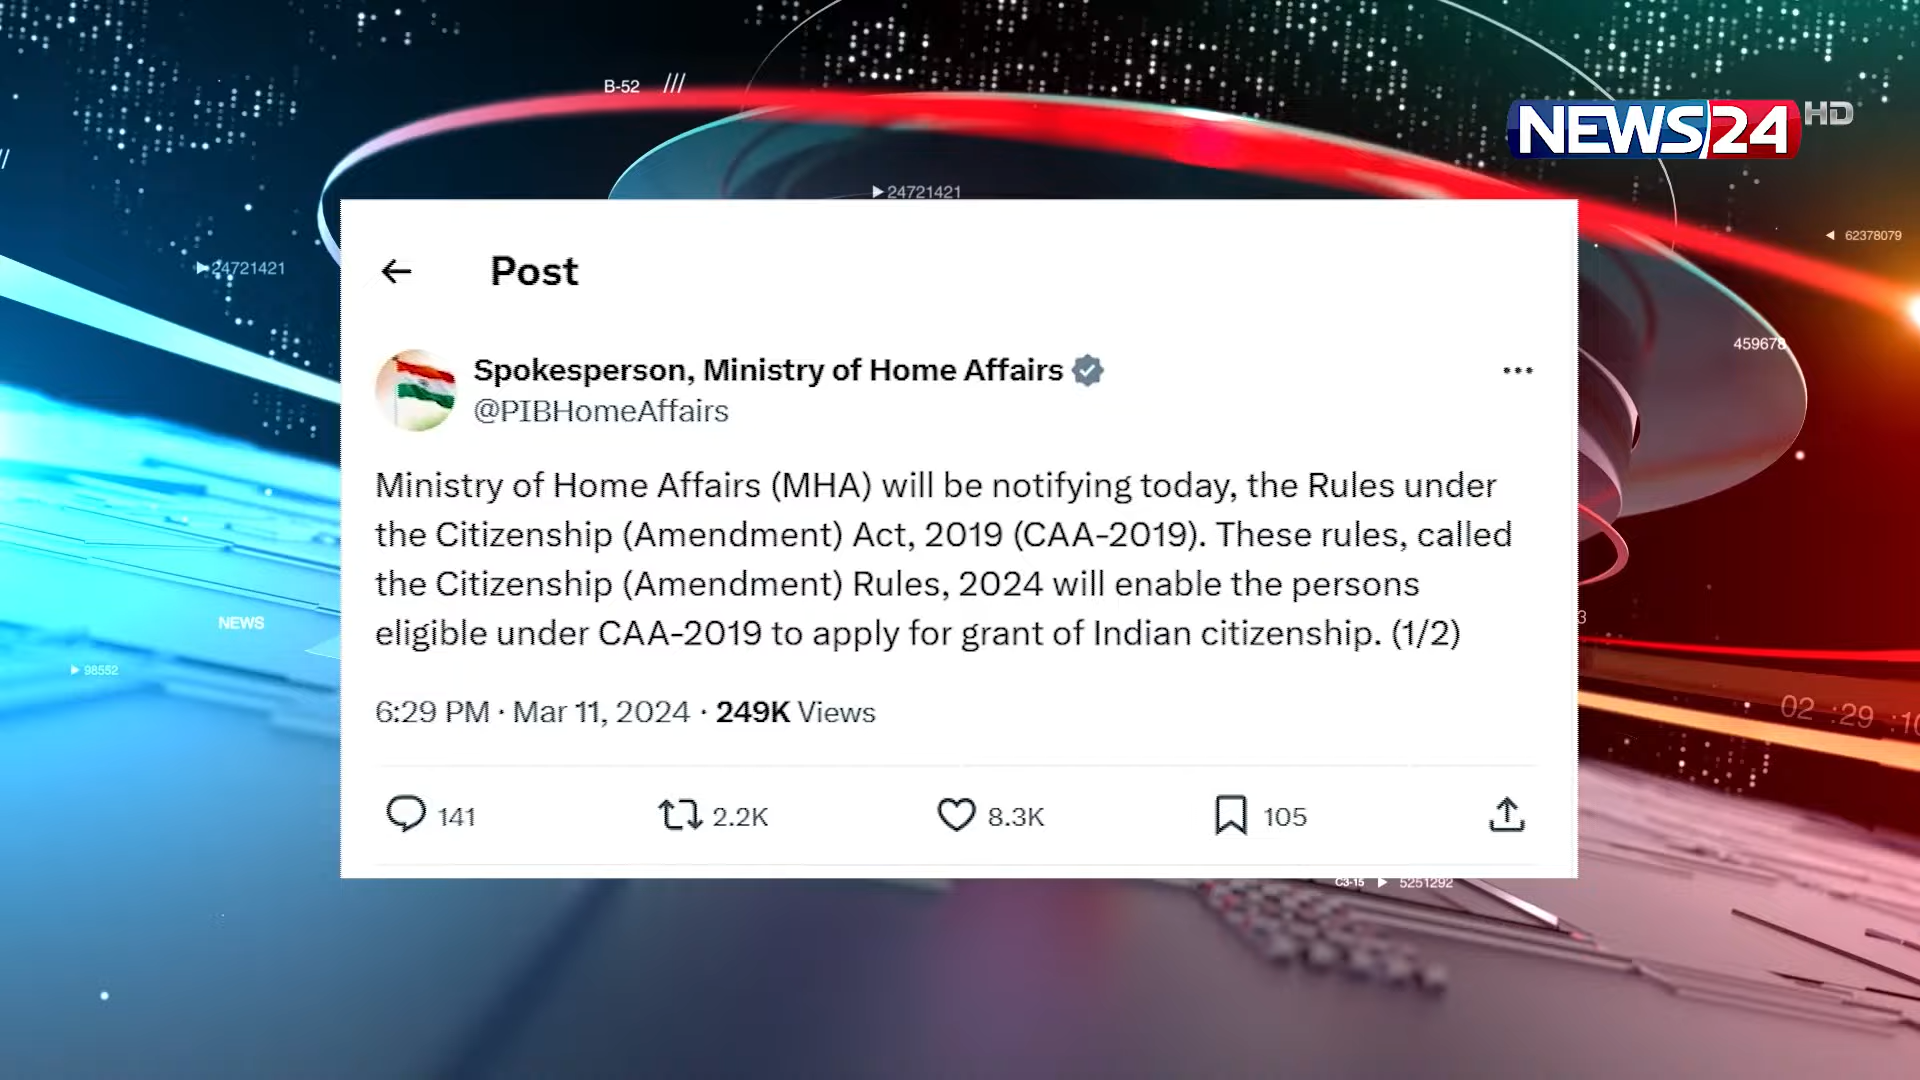 B-52 ///
NEWS24 HD
//
24721421
62378079
24721421
Post
459678
Spokesperson, Ministry of Home Affairs
@PIBHomeAffairs
Ministry of Home Affairs (MHA) will be notifying today, the Rules under
the Citizenship (Amendment) Act, 2019 (CAA-2019). These rules, called
the Citizenship (Amendment) Rules, 2024 will enable the persons
eligible under CAA-2019 to apply for grant of Indian citizenship. (1/2)
NEWS
3
98552
6:29 PM · Mar 11, 2024 · 249K Views
02 :29 :10
141 2.2K 8.3K 105
C3-15 5251292